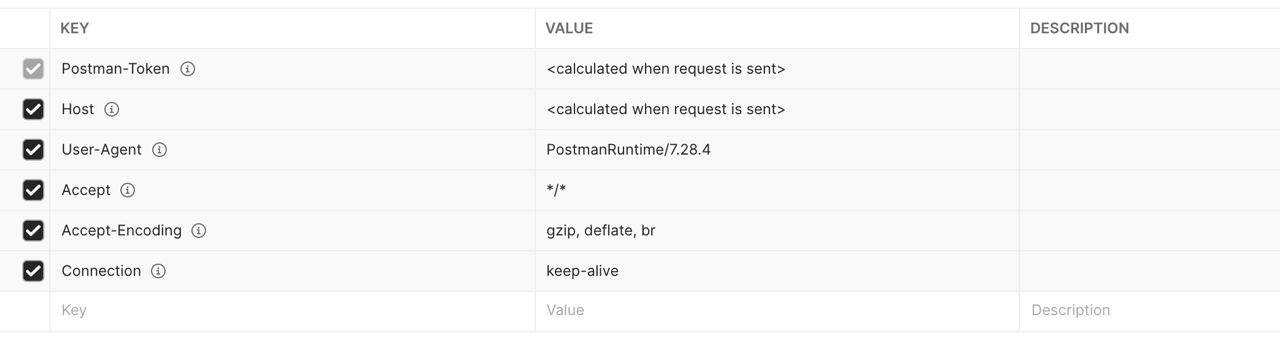 KEY VALUE DESCRIPTION
Postman-Token <calculated when request is sent>
Host <calculated when request is sent>
User-Agent PostmanRuntime/7.28.4
Accept */*
Accept-Encoding gzip, deflate, br
Connection keep-alive
Key Value Description